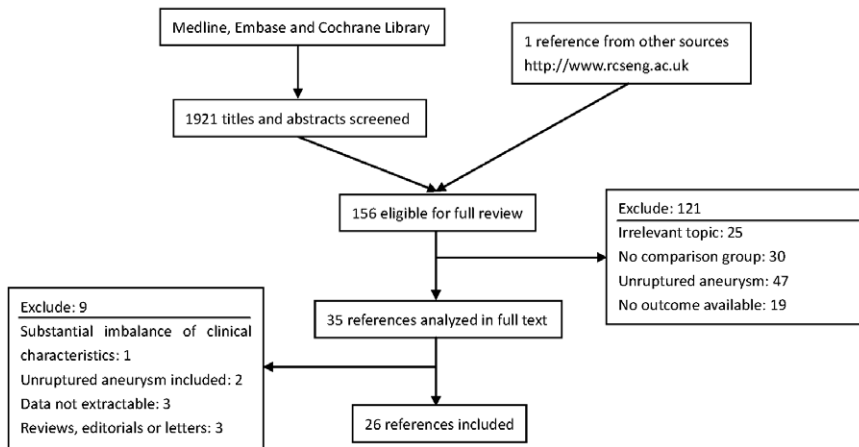 Medline, Embase and Cochrane Library
1 reference from other sources
http://www.rcseng.ac.uk
1921 titles and abstracts screened
156 eligible for full review
Exclude: 121
Irrelevant topic: 25
No comparison group: 30
Unruptured aneurysm: 47
No outcome available: 19
35 references analyzed in full text
Exclude: 9
Substantial imbalance of clinical
characteristics: 1
Unruptured aneurysm included: 2
Data not extractable: 3
Reviews, editorials or letters: 3
26 references included